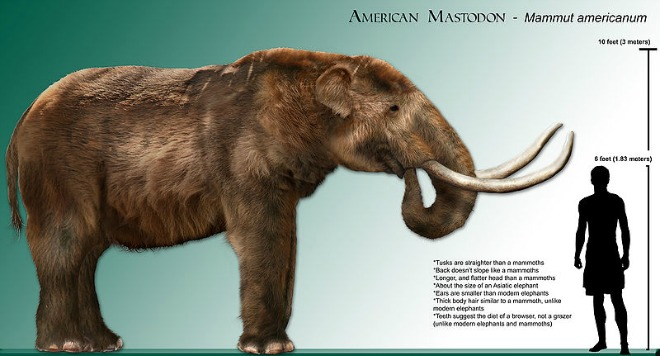 American Mastodon - Mammut americanum
10 feet (3 meters)
6 feet (1.83 meters)
*Tusks are straighter than a mammoths
*Back doesn't slope like a mammoths
*Longer, and flatter head than a mammoths
*About the size of an Asiatic elephant
*Ears are smaller than modern elephants
*Thick body hair similar to a mammoth, unlike
modern elephants
*Teeth suggest the diet of a browser, not a grazer
(unlike modern elephants and mammoths)